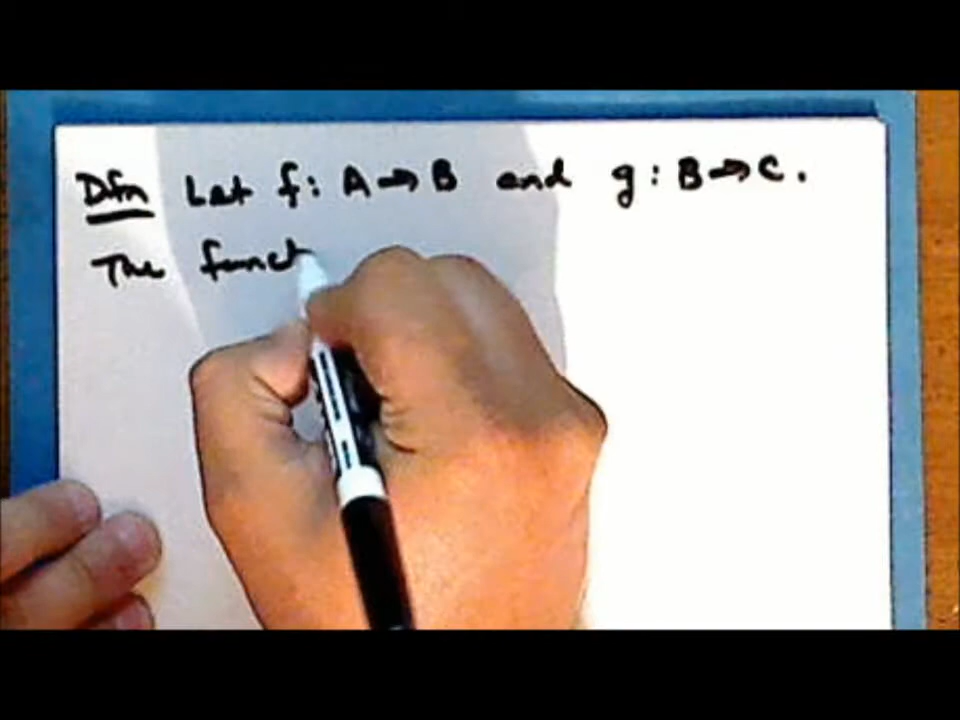 Dfn Let f: A → B and g: B → C.
The funct